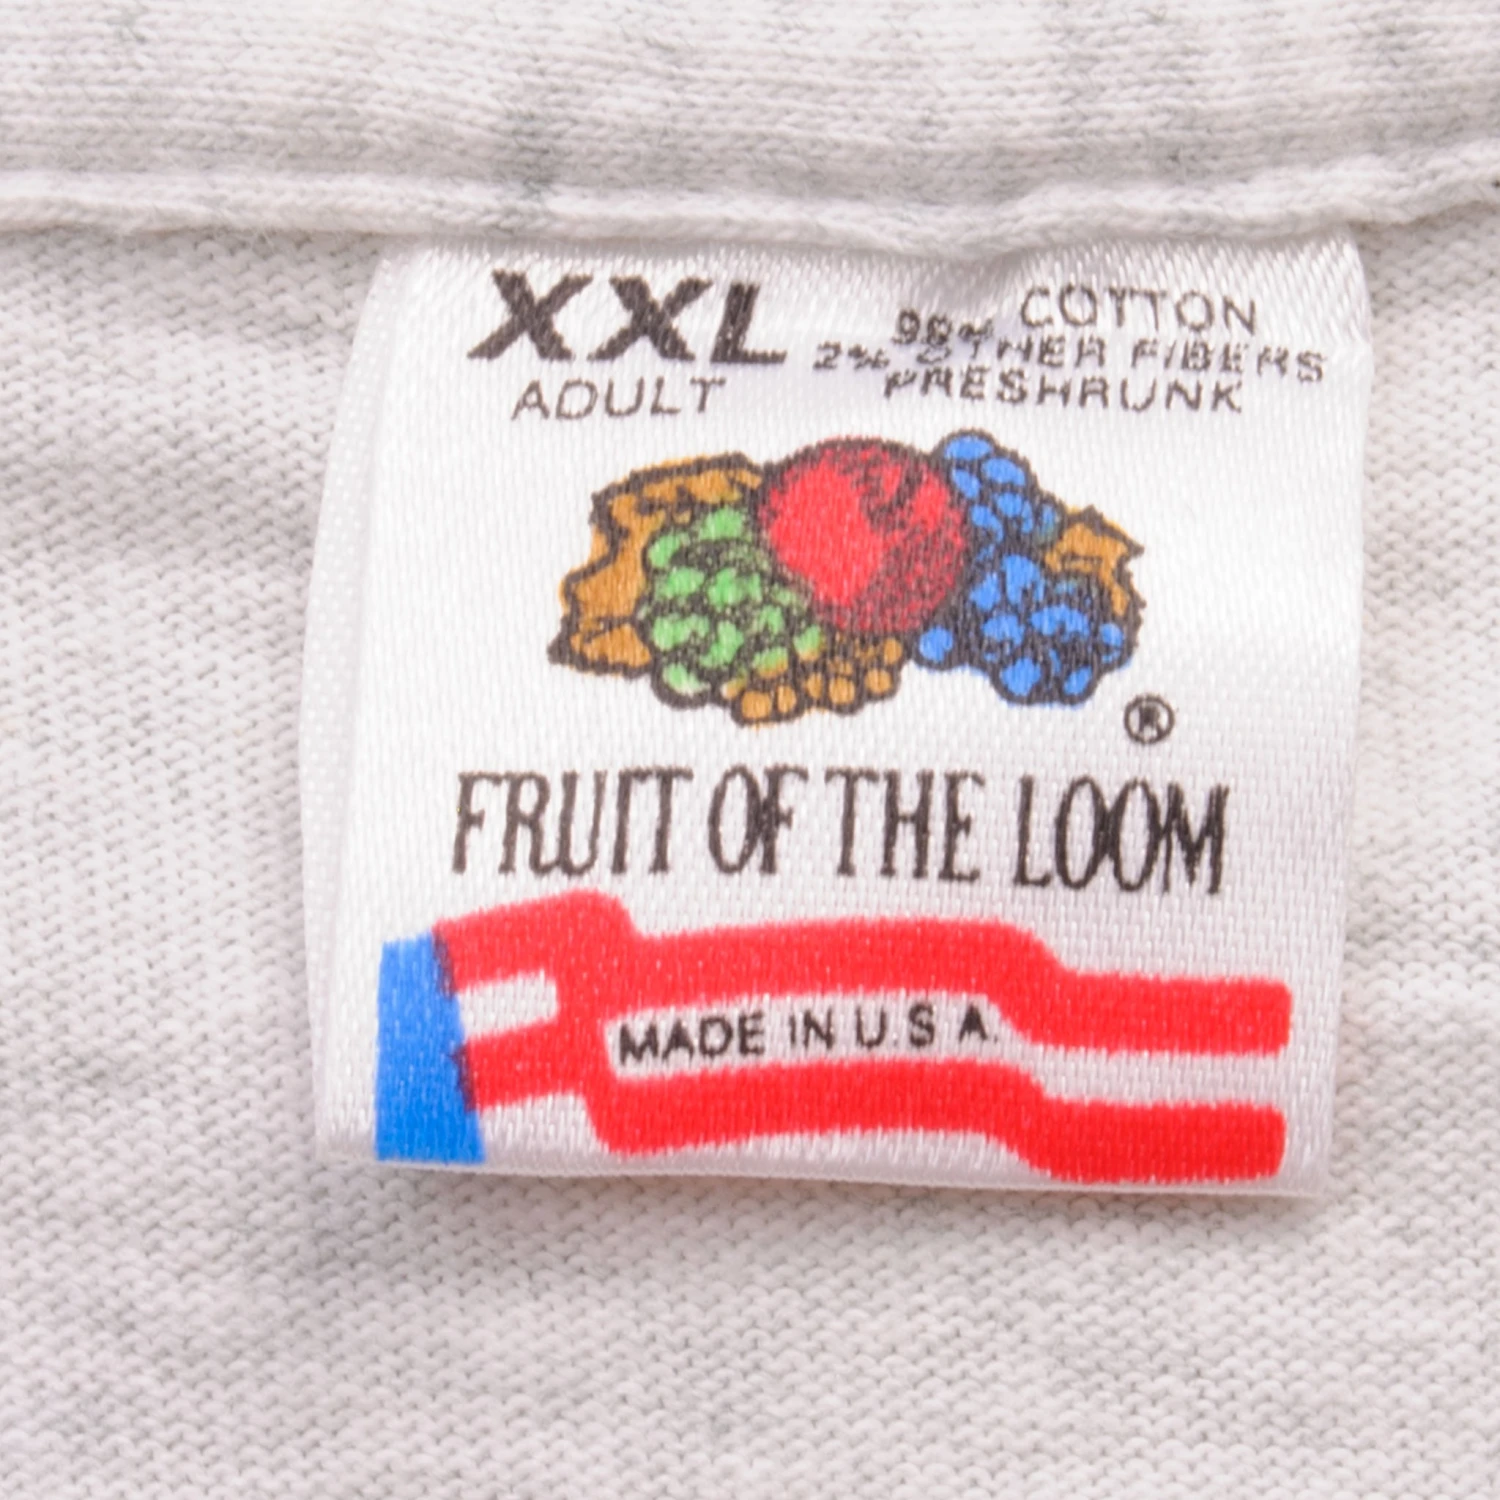 XXL
ADULT
98% COTTON
2% OTHER FIBERS
PRESHRUNK
®
FRUIT OF THE LOOM
MADE IN U.S.A.